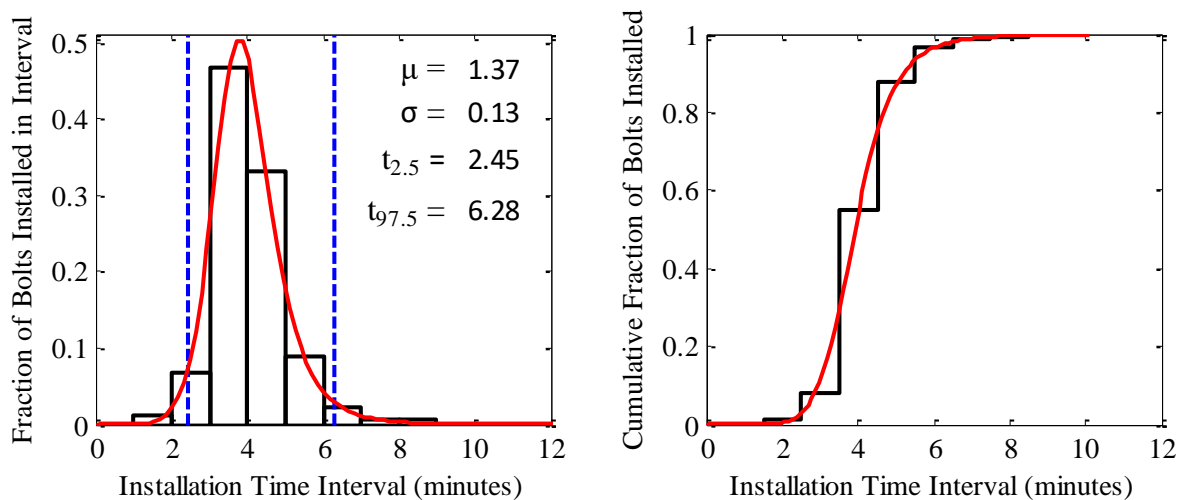 Fraction of Bolts Installed in Interval
0.5
0.4
0.3
0.2
0.1
0
0 2 4 6 8 10 12
Installation Time Interval (minutes)
μ = 1.37
σ = 0.13
t2.5 = 2.45
t97.5 = 6.28
Cumulative Fraction of Bolts Installed
1
0.8
0.6
0.4
0.2
0
0 2 4 6 8 10 12
Installation Time Interval (minutes)